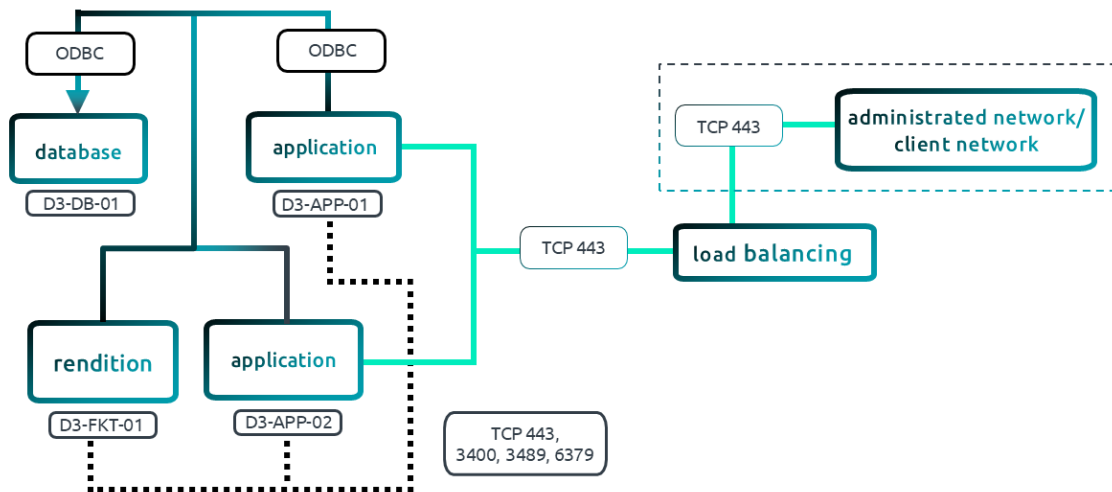 ODBC
ODBC
database
D3-DB-01
application
D3-APP-01
TCP 443
administrated network/
client network
TCP 443
load balancing
rendition
D3-FKT-01
application
D3-APP-02
TCP 443,
3400, 3489, 6379